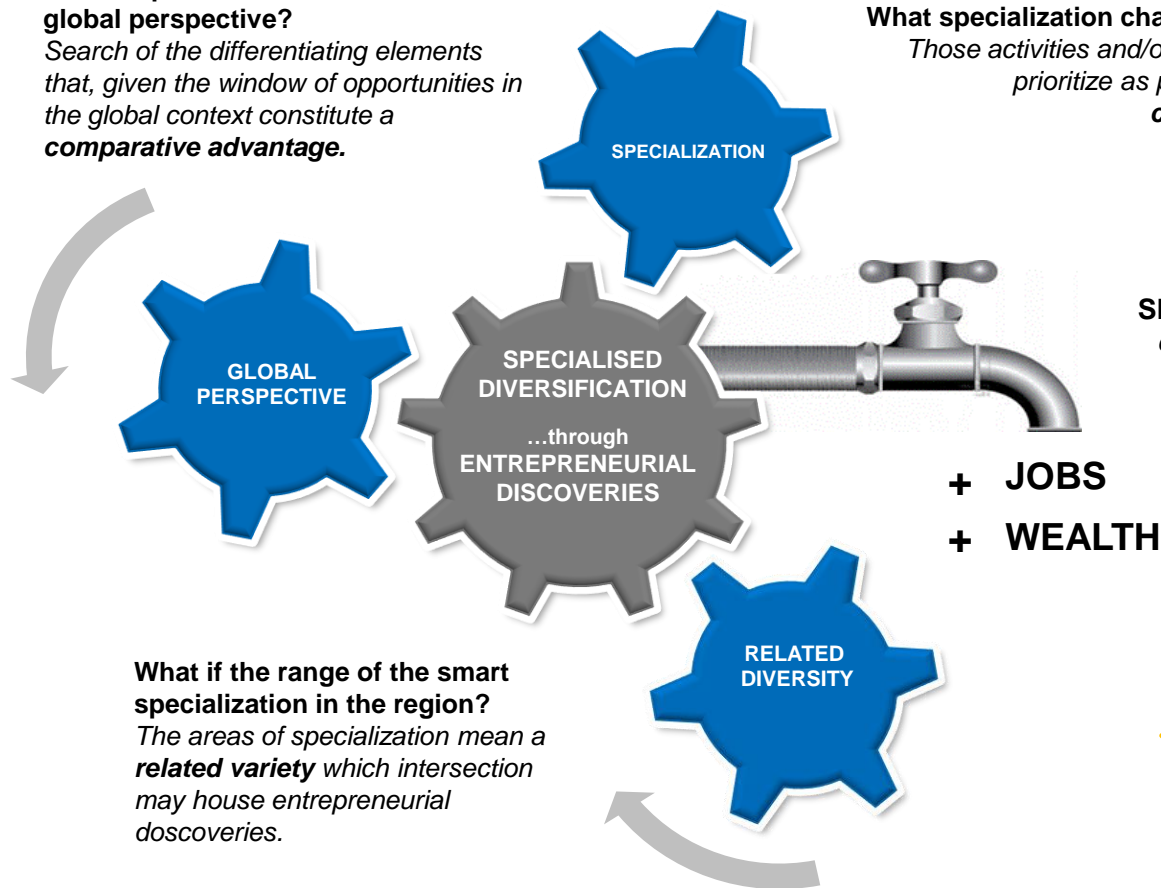 global perspective?
Search of the differentiating elements
that, given the window of opportunities in
the global context constitute a
comparative advantage.
What specialization cha
Those activities and/o
prioritize as p
SPECIALIZATION
GLOBAL
PERSPECTIVE
SPECIALISED
DIVERSIFICATION
...through
ENTREPRENEURIAL
DISCOVERIES
+ JOBS
+ WEALTH
RELATED
DIVERSITY
What if the range of the smart
specialization in the region?
The areas of specialization mean a
related variety which intersection
may house entrepreneurial
doscoveries.